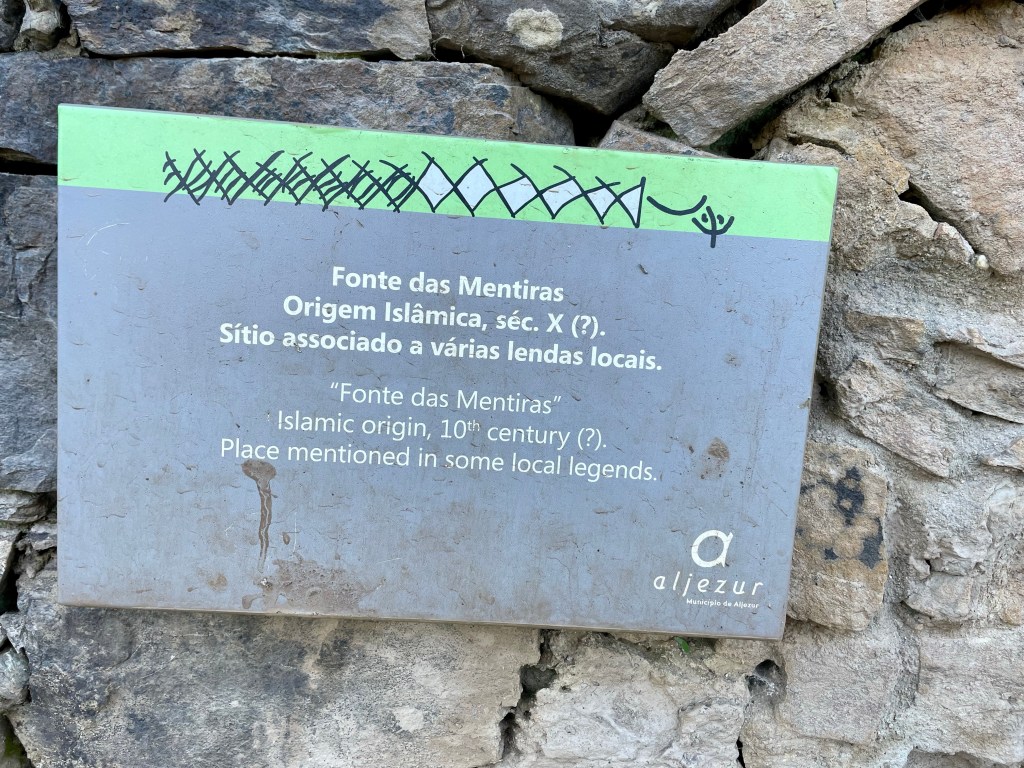 Fonte das Mentiras
Origem Islâmica, séc. X (?).
Sítio associado a várias lendas locais.
“Fonte das Mentiras”
Islamic origin, 10th century (?).
Place mentioned in some local legends.
a
aljezur
Município de Aljezur